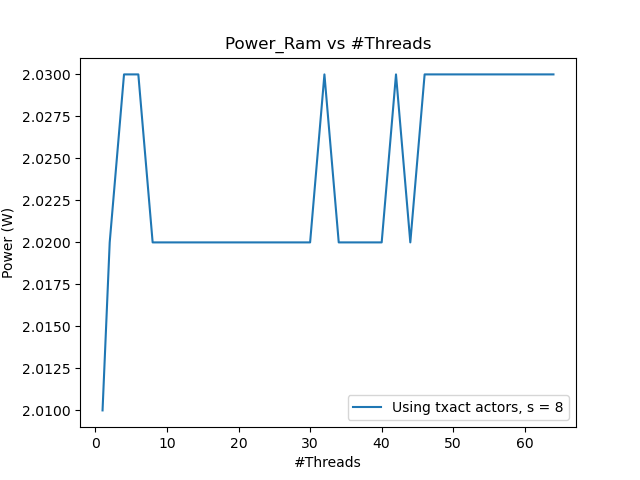 Power_Ram vs #Threads
2.0300
2.0275
2.0250
2.0225
2.0200
2.0175
2.0150
2.0125
2.0100
Power (W)
0 10 20 30 40 50 60
#Threads
Using txact actors, s = 8